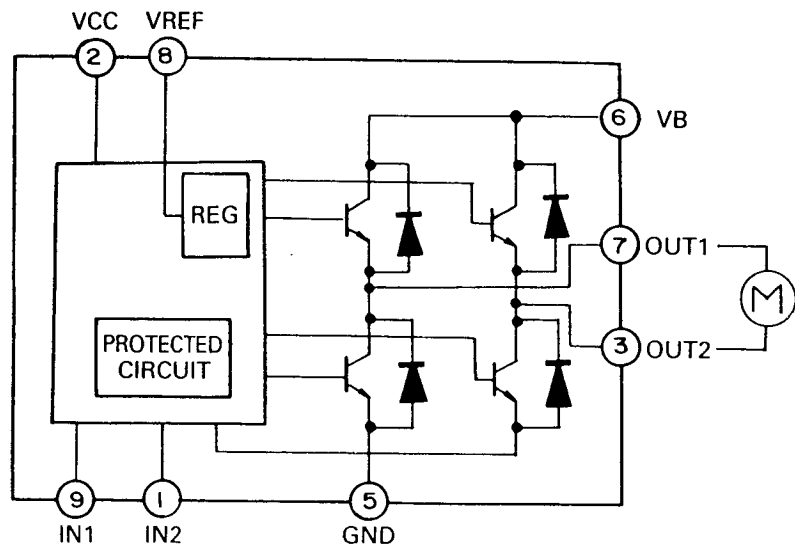 VCC VREF
2 8
6 VB
REG
7 OUT1
M
PROTECTED
CIRCUIT
3 OUT2
9 1 5
IN1 IN2 GND